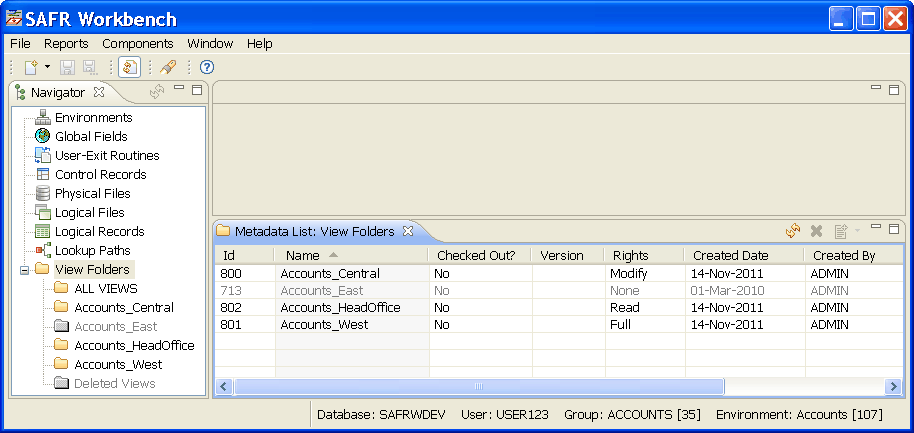 SAFR Workbench
File Reports Components Window Help
Navigator
Environments
Global Fields
User-Exit Routines
Control Records
Physical Files
Logical Files
Logical Records
Lookup Paths
View Folders
ALL VIEWS
Accounts_Central
Accounts_East
Accounts_HeadOffice
Accounts_West
Deleted Views
Metadata List: View Folders
Id Name Checked Out? Version Rights Created Date Created By
800 Accounts_Central No Modify 14-Nov-2011 ADMIN
713 Accounts_East No None 01-Mar-2010 ADMIN
802 Accounts_HeadOffice No Read 14-Nov-2011 ADMIN
801 Accounts_West No Full 14-Nov-2011 ADMIN
Database: SAFRWDEV User: USER123 Group: ACCOUNTS [35] Environment: Accounts [107]